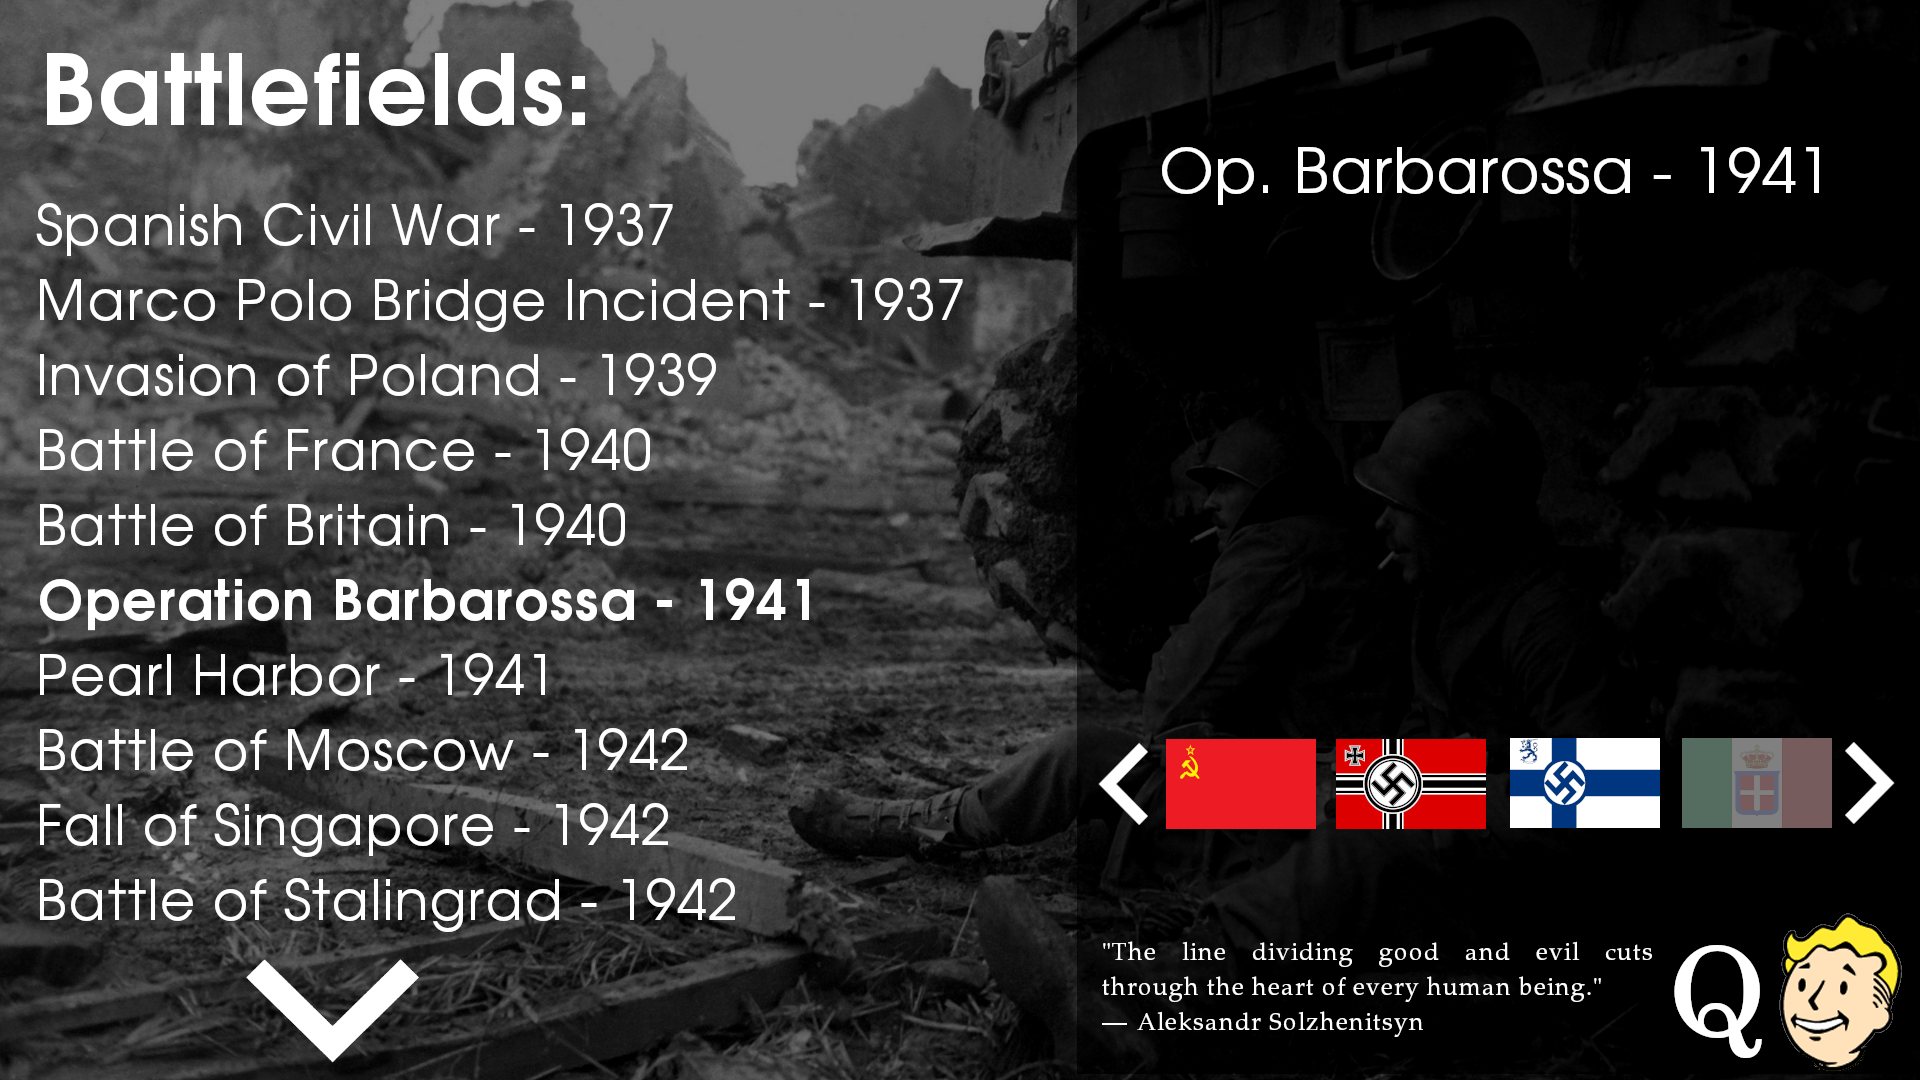 Battlefields:
Spanish Civil War - 1937
Marco Polo Bridge Incident - 1937
Invasion of Poland - 1939
Battle of France - 1940
Battle of Britain - 1940
Operation Barbarossa - 1941
Pearl Harbor - 1941
Battle of Moscow - 1942
Fall of Singapore - 1942
Battle of Stalingrad - 1942
Op. Barbarossa - 1941
"The line dividing good and evil cuts
through the heart of every human being."
— Aleksandr Solzhenitsyn
Q